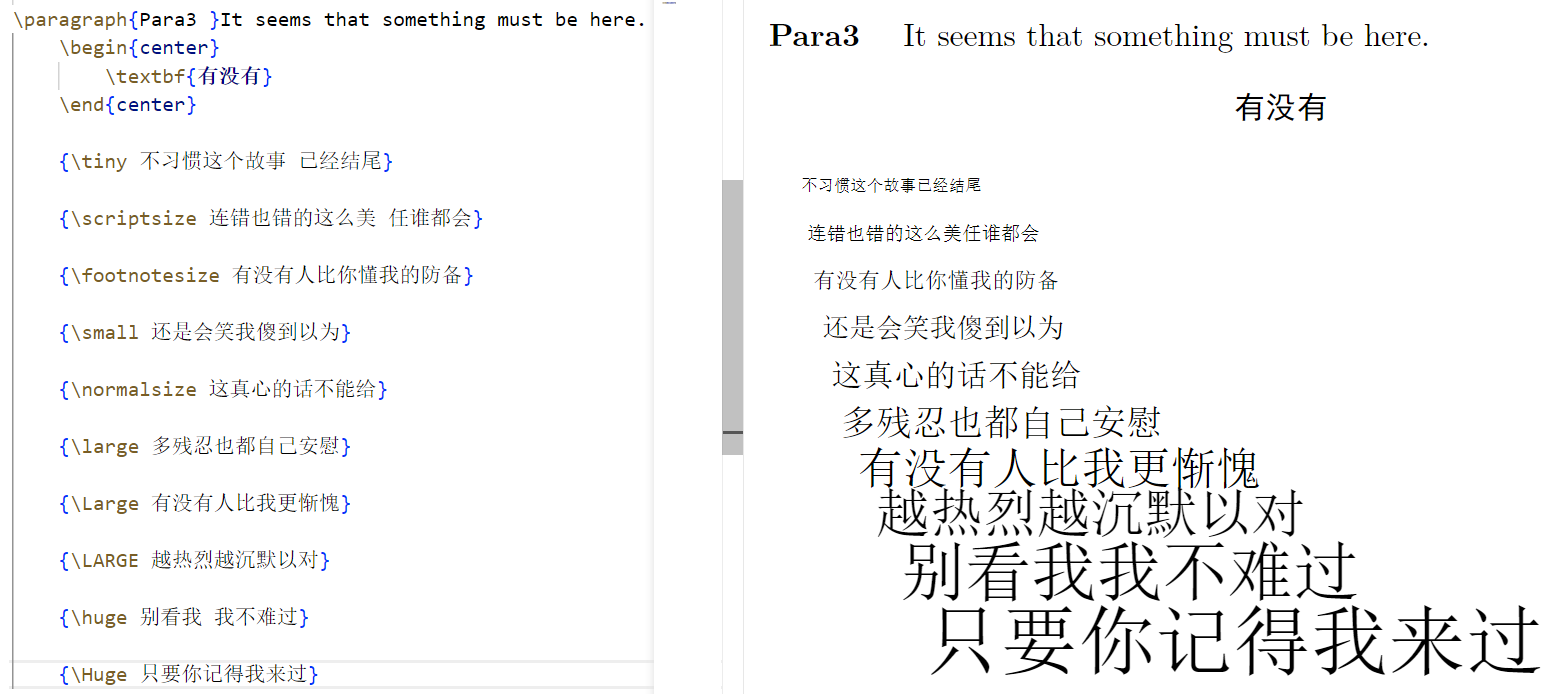 \paragraph{Para3 }It seems that something must be here.
\begin{center}
\textbf{有没有}
\end{center}
{\tiny 不习惯这个故事 已经结尾}
{\scriptsize 连错也错的这么美 任谁都会}
{\footnotesize 有没有人比你懂我的防备}
{\small 还是会笑我傻到以为}
{\normalsize 这真心的话不能给}
{\large 多残忍也都自己安慰}
{\Large 有没有人比我更惭愧}
{\LARGE 越热烈越沉默以对}
{\huge 别看我 我不难过}
{\Huge 只要你记得我来过}
Para3 It seems that something must be here.
有没有
不习惯这个故事已经结尾
连错也错的这么美任谁都会
有没有人比你懂我的防备
还是会笑我傻到以为
这真心的话不能给
多残忍也都自己安慰
有没有人比我更惭愧
越热烈越沉默以对
别看我我不难过
只要你记得我来过